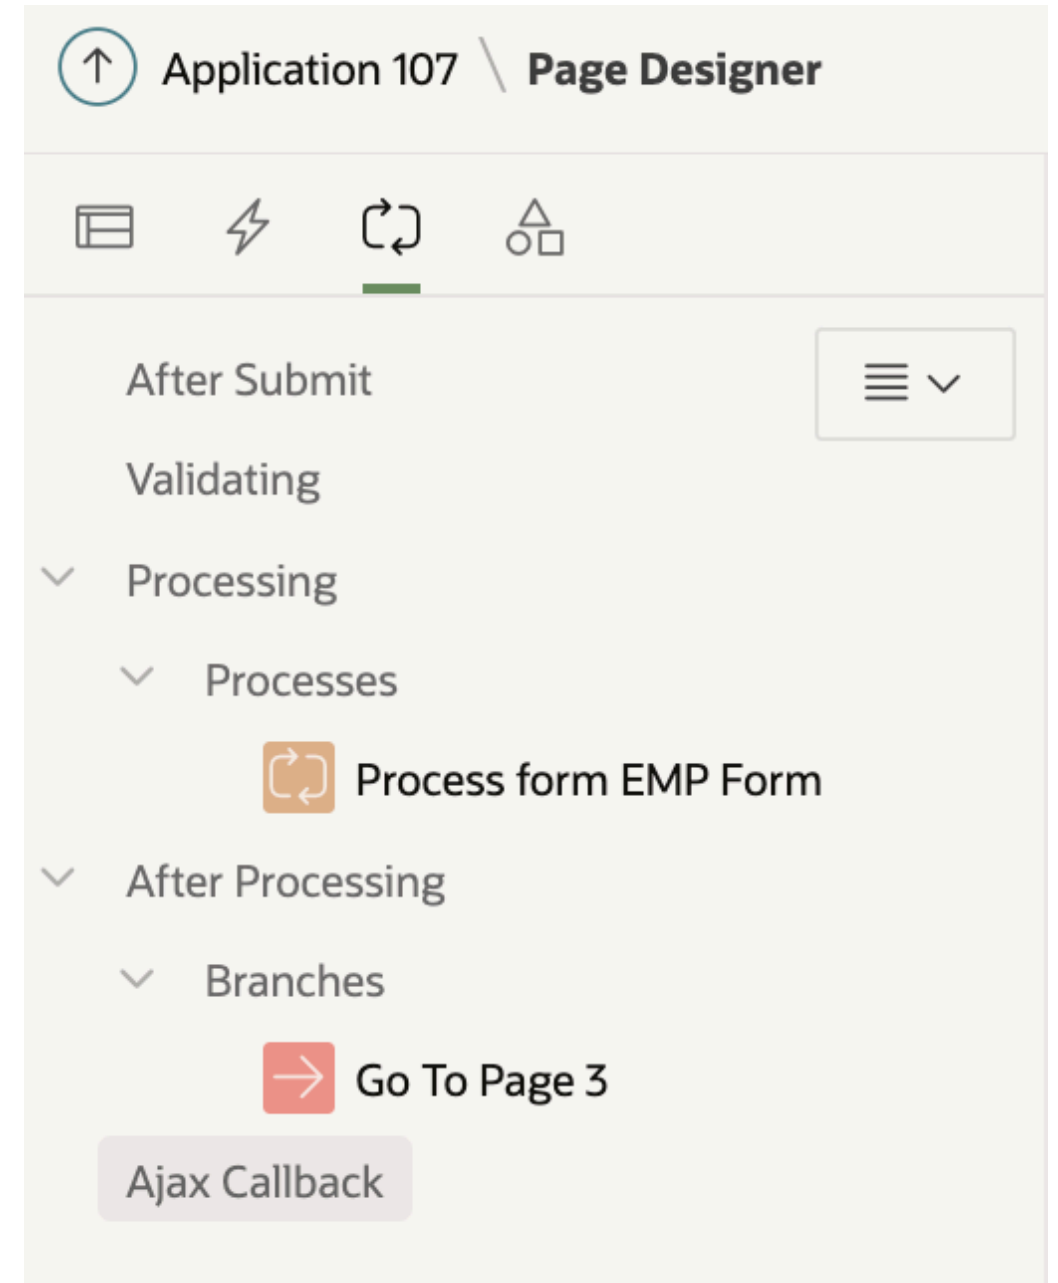 Application 107 \ Page Designer
After Submit
Validating
Processing
Processes
Process form EMP Form
After Processing
Branches
Go To Page 3
Ajax Callback